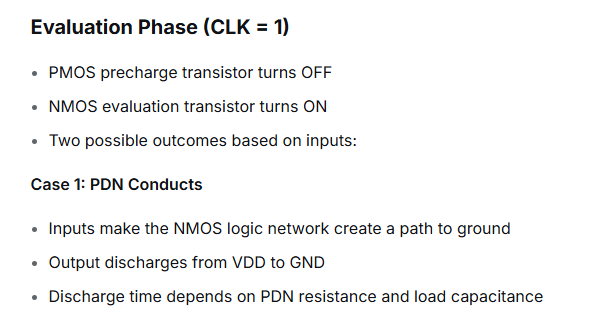 Evaluation Phase (CLK = 1)
• PMOS precharge transistor turns OFF
• NMOS evaluation transistor turns ON
• Two possible outcomes based on inputs:
Case 1: PDN Conducts
• Inputs make the NMOS logic network create a path to ground
• Output discharges from VDD to GND
• Discharge time depends on PDN resistance and load capacitance